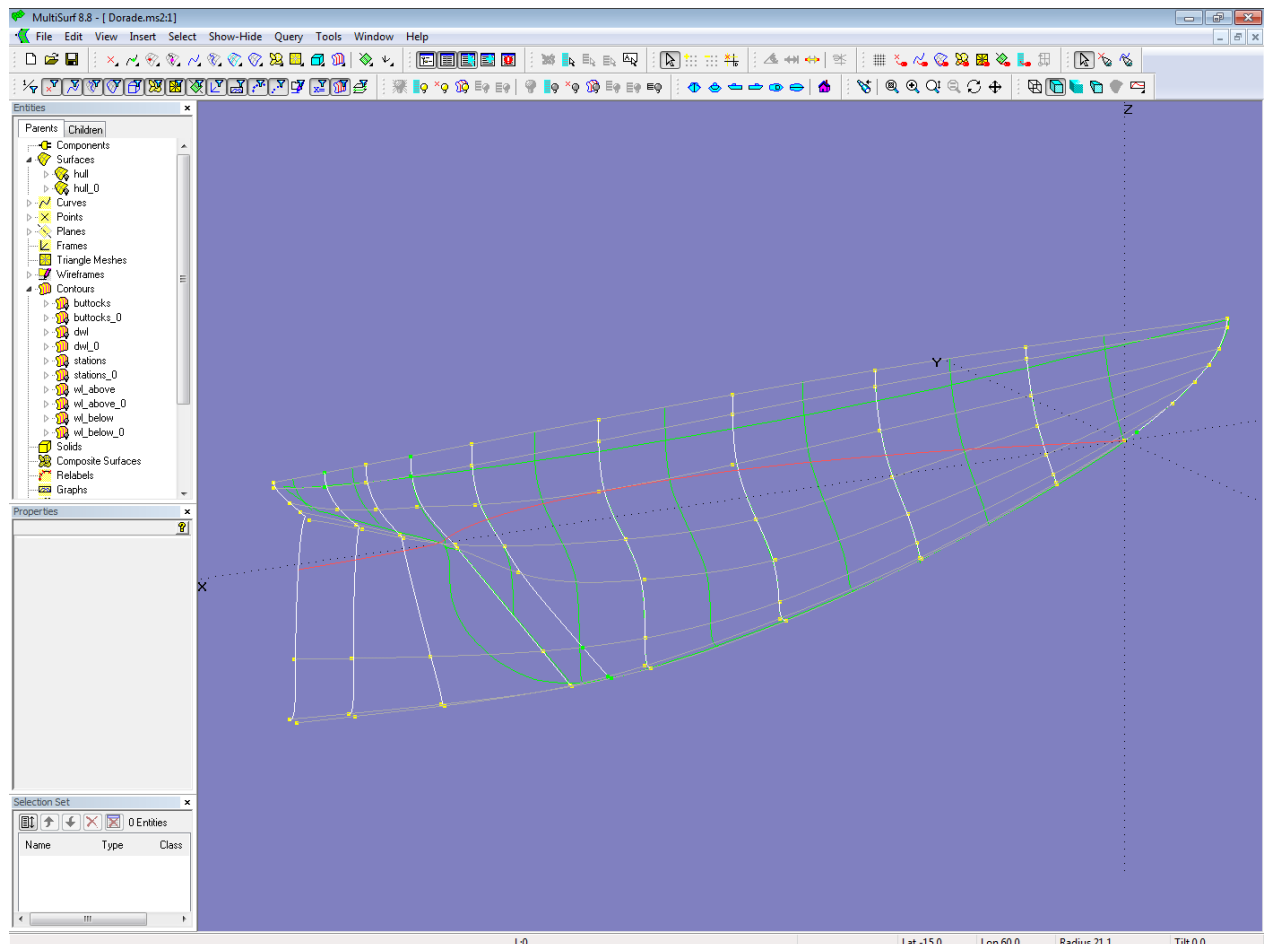 MultiSurf 8.8 - [ Dorade.ms2:1]
File Edit View Insert Select Show-Hide Query Tools Window Help
Entities
Parents Children
Components
Surfaces
hull
hull_0
Curves
Points
Planes
Frames
Triangle Meshes
Wireframes
Contours
buttocks
buttocks_0
dwl
dwl_0
stations
stations_0
wl_above
wl_above_0
wl_below
wl_below_0
Solids
Composite Surfaces
Relabels
Graphs
Properties
Selection Set
0 Entities
Name Type Class
Z
Y
X
L:0 Lat -15.0 Lon 60.0 Radius 21.1 Tilt 0.0